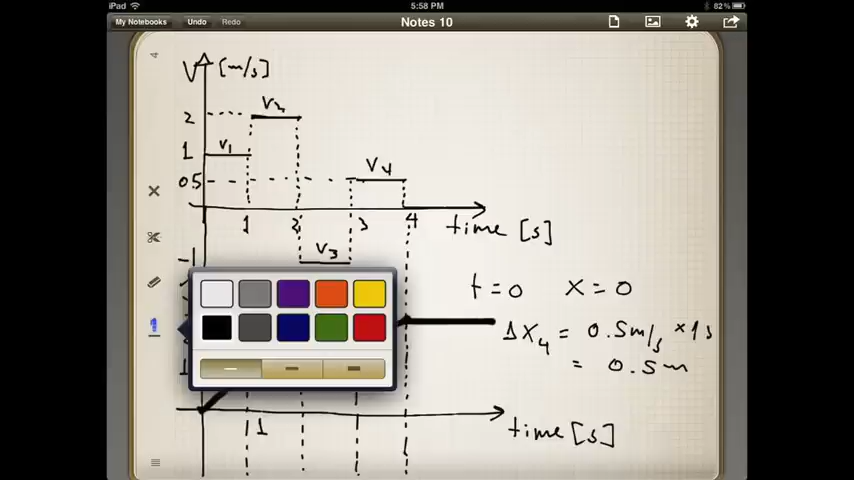 iPad 5:58 PM 82%
My Notebooks Undo Redo Notes 10
4
V [m/s]
V2
2
V1
1
V4
0.5
1 2 3 4 time [s]
V3
-1
t=0 x=0
ΔX4 = 0.5m/s × 1s
= 0.5m
1
time [s]